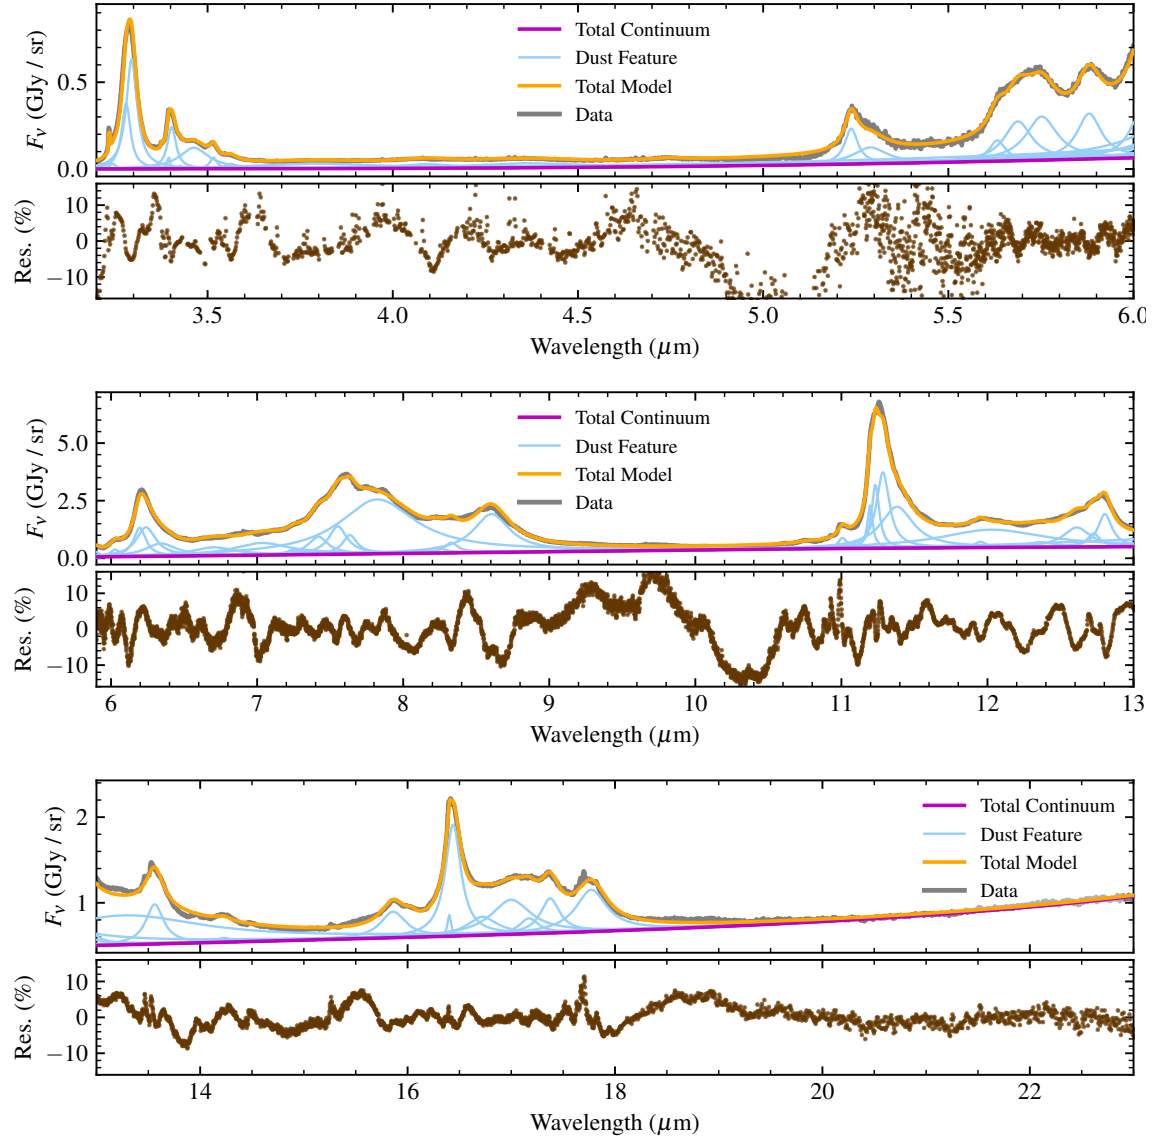 Total Continuum
Dust Feature
Total Model
Data
F_ν (GJy / sr)
0.5
0.0
Res. (%)
10
0
−10
3.5 4.0 4.5 5.0 5.5 6.0
Wavelength (μm)
Total Continuum
Dust Feature
Total Model
Data
F_ν (GJy / sr)
5.0
2.5
0.0
Res. (%)
10
0
−10
6 7 8 9 10 11 12 13
Wavelength (μm)
Total Continuum
Dust Feature
Total Model
Data
F_ν (GJy / sr)
2
1
Res. (%)
10
0
−10
14 16 18 20 22
Wavelength (μm)